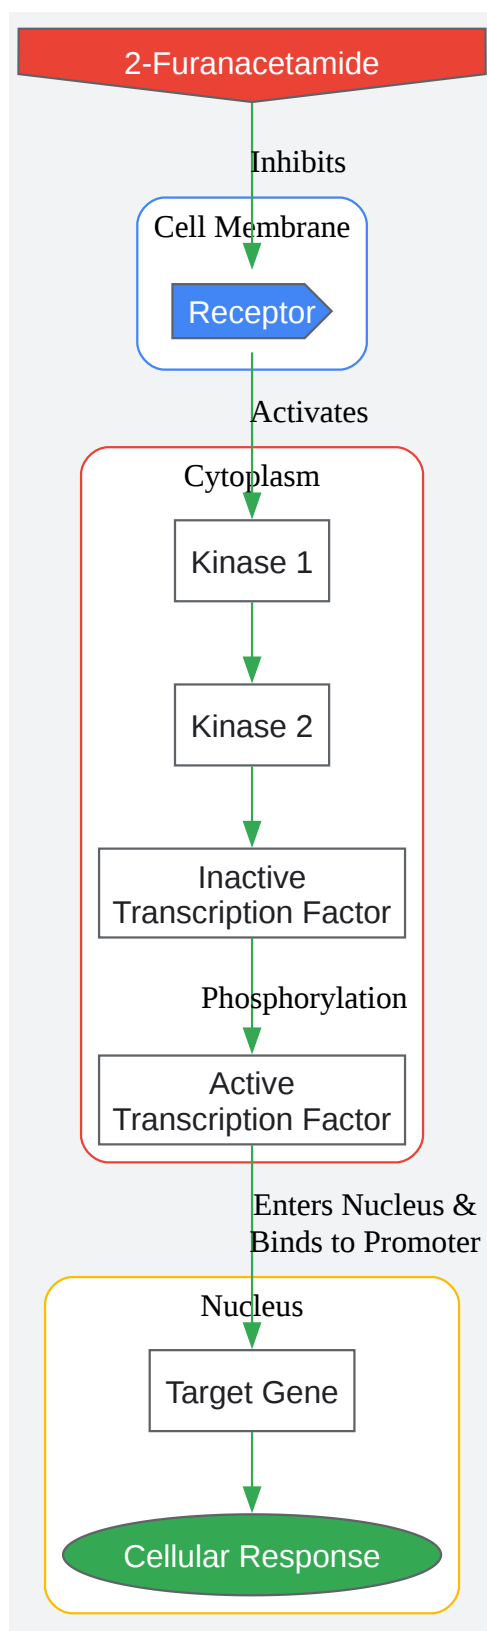 2-Furanacetamide
Inhibits
Cell Membrane
Receptor
Activates
Cytoplasm
Kinase 1
Kinase 2
Inactive
Transcription Factor
Phosphorylation
Active
Transcription Factor
Enters Nucleus &
Binds to Promoter
Nucleus
Target Gene
Cellular Response